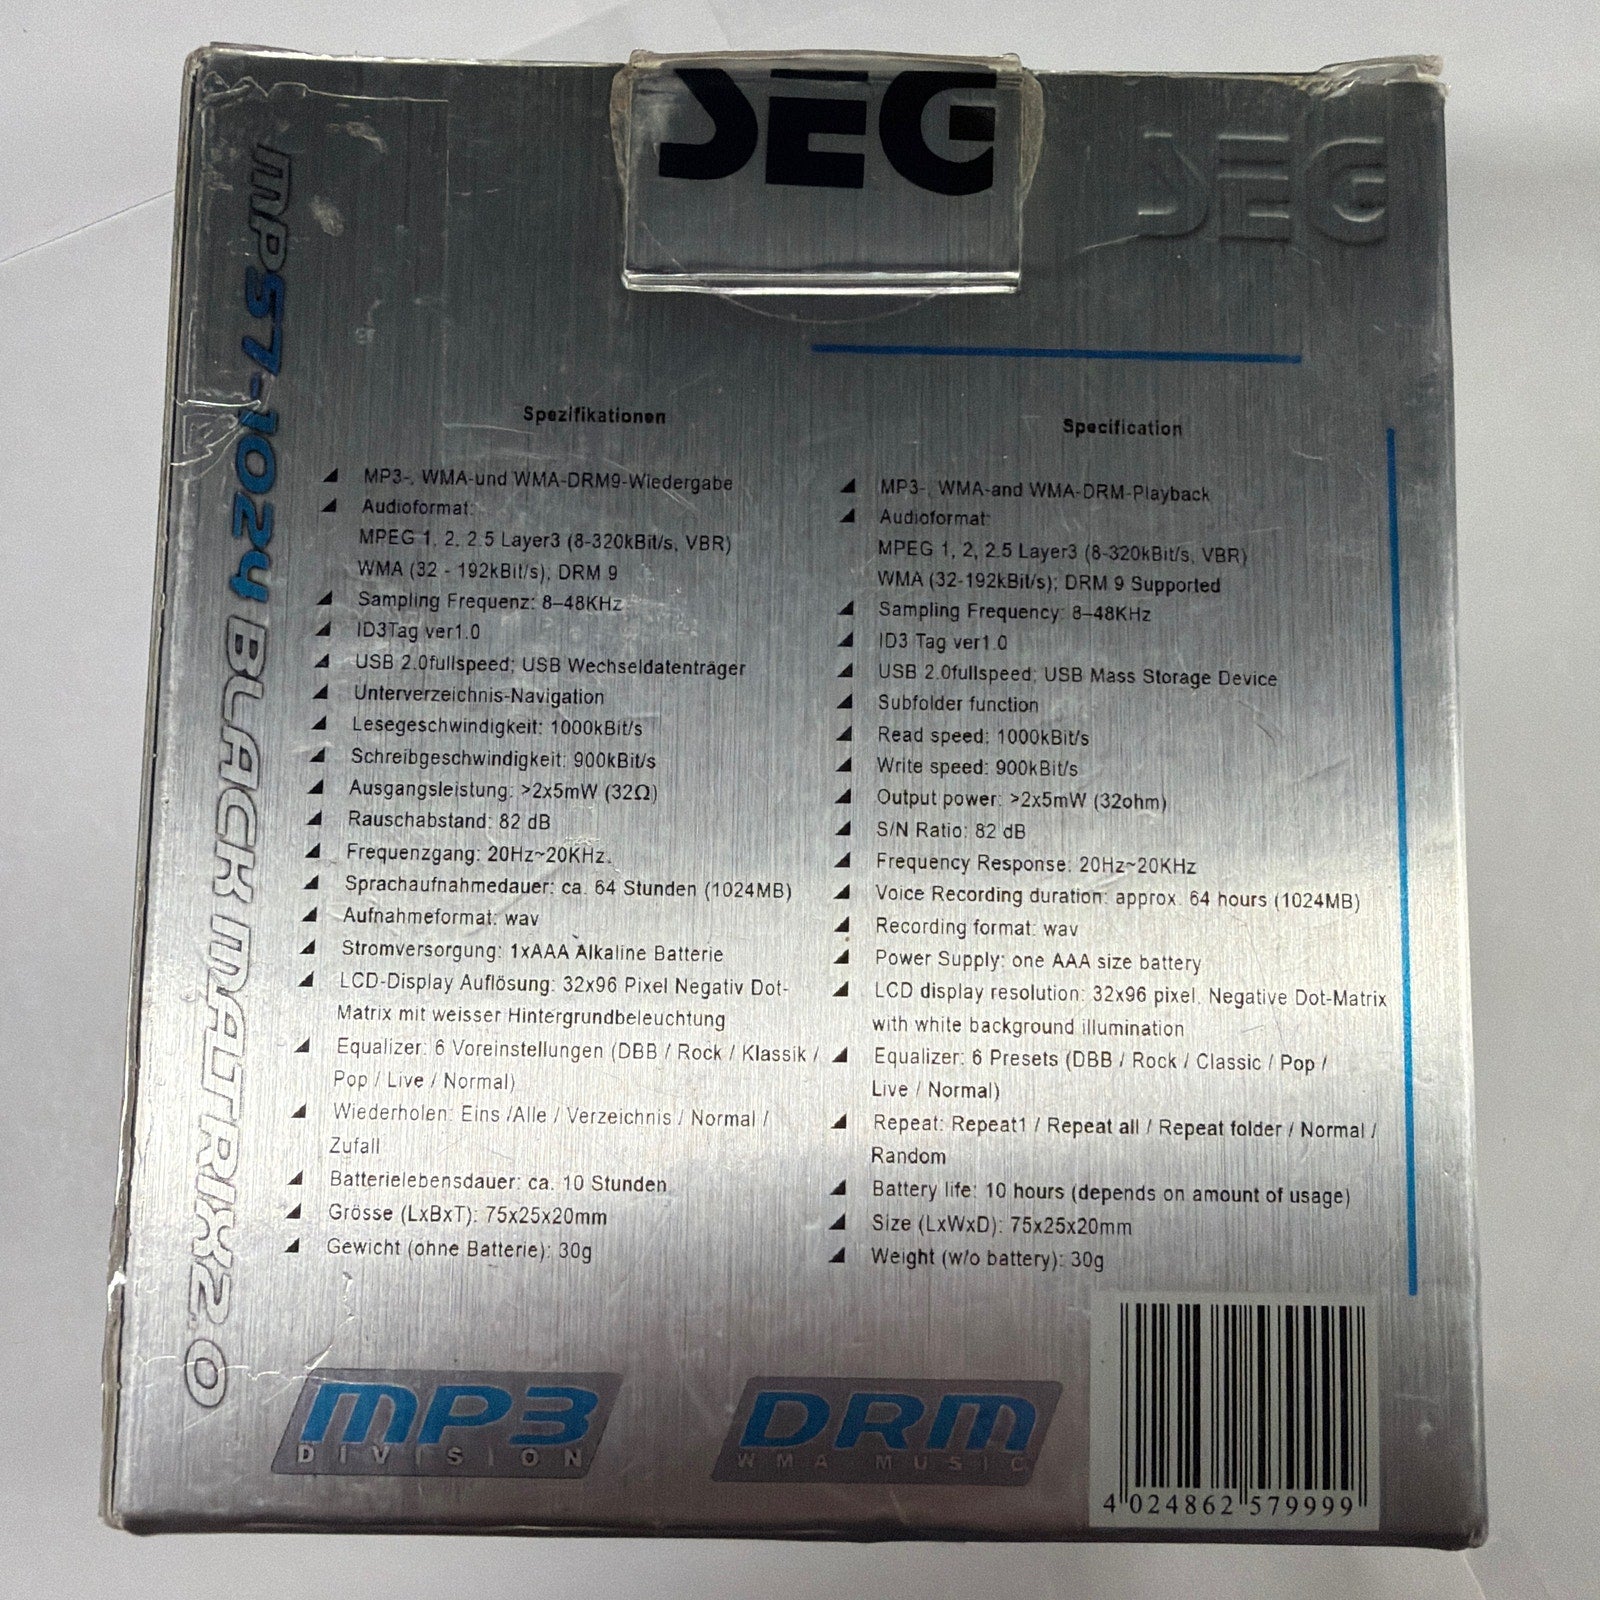 SEG
SEG
MP57-1024 BLACK MATRIX2.0
Spezifikationen
MP3-, WMA-und WMA-DRM9-Wiedergabe
Audioformat:
MPEG 1, 2, 2.5 Layer3 (8-320kBit/s, VBR)
WMA (32 - 192kBit/s); DRM 9
Sampling Frequenz: 8–48KHz
ID3Tag ver1.0
USB 2.0fullspeed; USB Wechseldatenträger
Unterverzeichnis-Navigation
Lesegeschwindigkeit: 1000kBit/s
Schreibgeschwindigkeit: 900kBit/s
Ausgangsleistung: >2x5mW (32Ω)
Rauschabstand: 82 dB
Frequenzgang: 20Hz~20KHz.
Sprachaufnahmedauer: ca. 64 Stunden (1024MB)
Aufnahmeformat: wav
Stromversorgung: 1xAAA Alkaline Batterie
LCD-Display Auflösung: 32x96 Pixel Negativ Dot-
Matrix mit weisser Hintergrundbeleuchtung
Equalizer: 6 Voreinstellungen (DBB / Rock / Klassik /
Pop / Live / Normal)
Wiederholen: Eins /Alle / Verzeichnis / Normal /
Zufall
Batterielebensdauer: ca. 10 Stunden
Grösse (LxBxT): 75x25x20mm
Gewicht (ohne Batterie): 30g
Specification
MP3-, WMA-and WMA-DRM-Playback
Audioformat:
MPEG 1, 2, 2.5 Layer3 (8-320kBit/s, VBR)
WMA (32-192kBit/s); DRM 9 Supported
Sampling Frequency: 8–48KHz
ID3 Tag ver1.0
USB 2.0fullspeed; USB Mass Storage Device
Subfolder function
Read speed: 1000kBit/s
Write speed: 900kBit/s
Output power: >2x5mW (32ohm)
S/N Ratio: 82 dB
Frequency Response: 20Hz~20KHz
Voice Recording duration: approx. 64 hours (1024MB)
Recording format: wav
Power Supply: one AAA size battery
LCD display resolution: 32x96 pixel, Negative Dot-Matrix
with white background illumination
Equalizer: 6 Presets (DBB / Rock / Classic / Pop /
Live / Normal)
Repeat: Repeat1 / Repeat all / Repeat folder / Normal /
Random
Battery life: 10 hours (depends on amount of usage)
Size (LxWxD): 75x25x20mm
Weight (w/o battery): 30g
MP3
DIVISION
DRM
WMA MUSIC
4 024862 579999